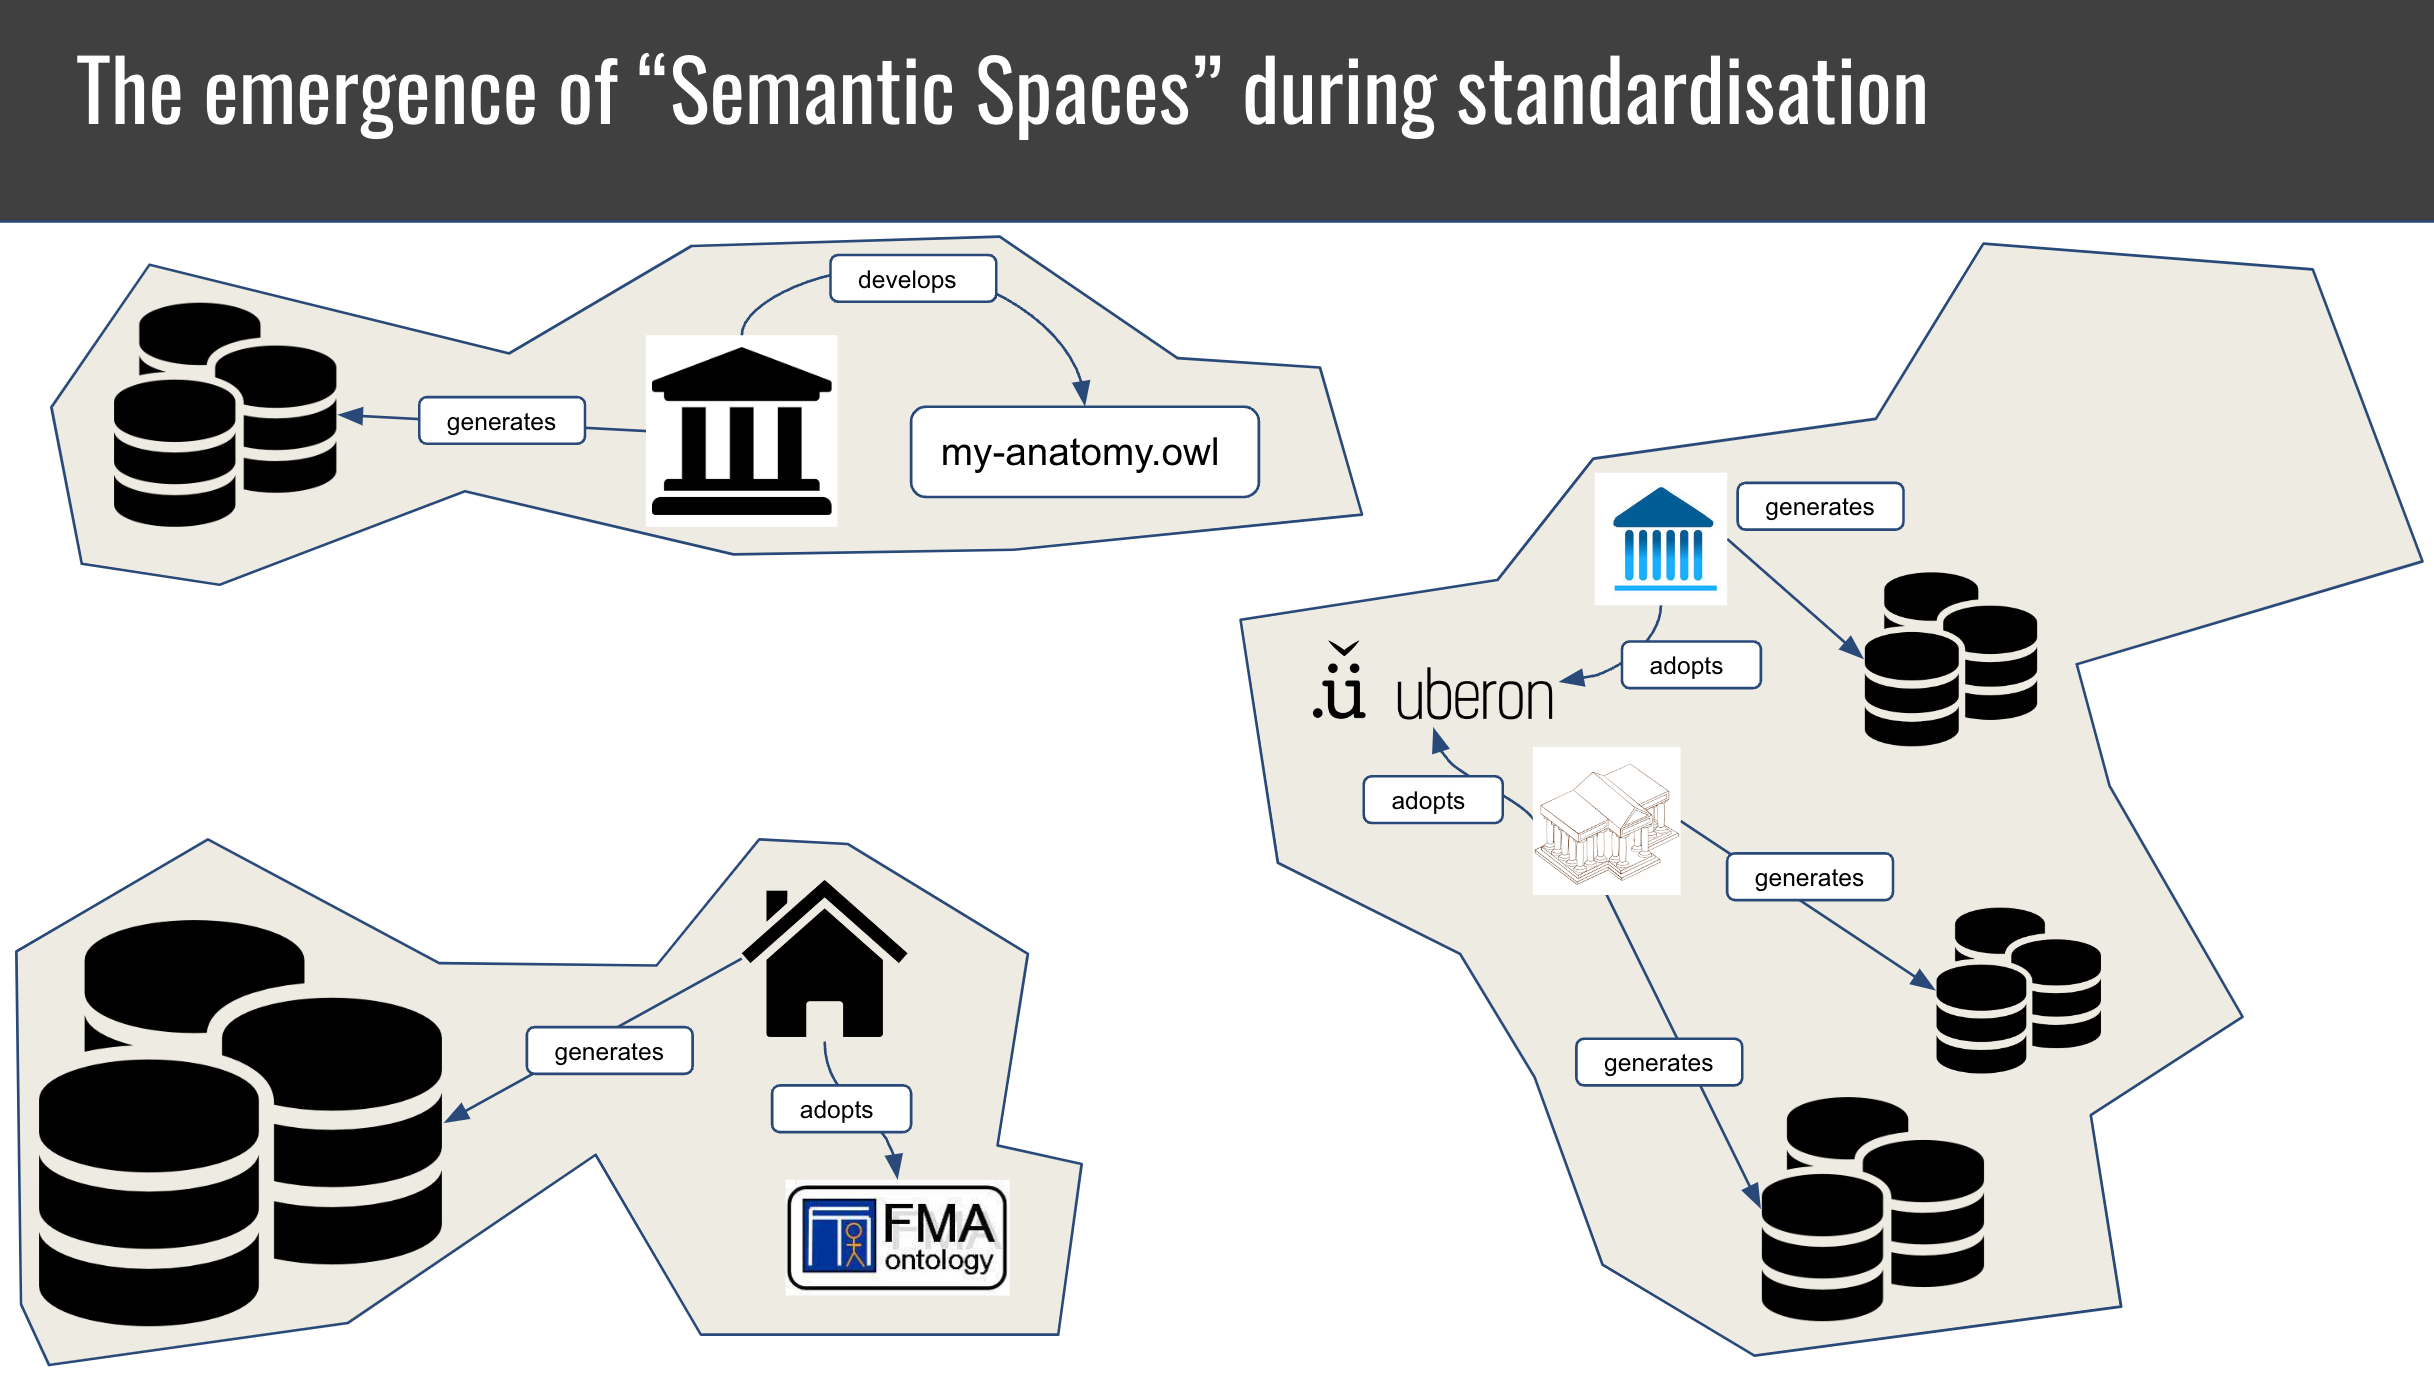 The emergence of “Semantic Spaces” during standardisation
develops
generates
my-anatomy.owl
generates
adopts
.ǚ uberon
adopts
generates
generates
generates
adopts
FMA
ontology